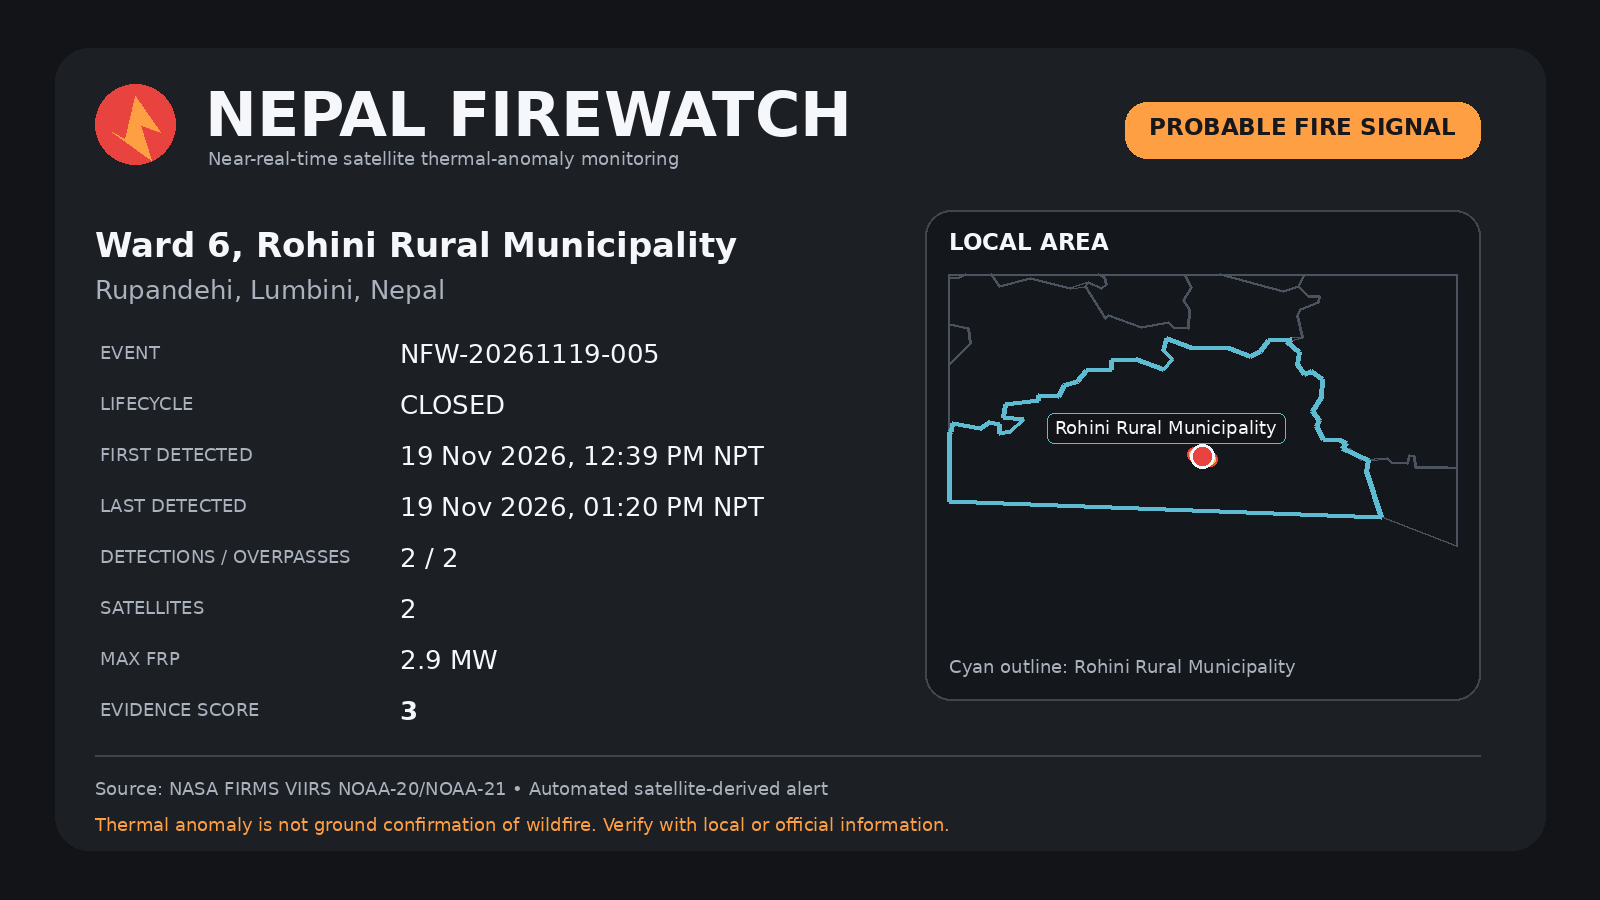 NEPAL FIREWATCH
Near-real-time satellite thermal-anomaly monitoring
PROBABLE FIRE SIGNAL
Ward 6, Rohini Rural Municipality
Rupandehi, Lumbini, Nepal
EVENT NFW-20261119-005
LIFECYCLE CLOSED
FIRST DETECTED 19 Nov 2026, 12:39 PM NPT
LAST DETECTED 19 Nov 2026, 01:20 PM NPT
DETECTIONS / OVERPASSES 2 / 2
SATELLITES 2
MAX FRP 2.9 MW
EVIDENCE SCORE 3
LOCAL AREA
Rohini Rural Municipality
Cyan outline: Rohini Rural Municipality
Source: NASA FIRMS VIIRS NOAA-20/NOAA-21 • Automated satellite-derived alert
Thermal anomaly is not ground confirmation of wildfire. Verify with local or official information.